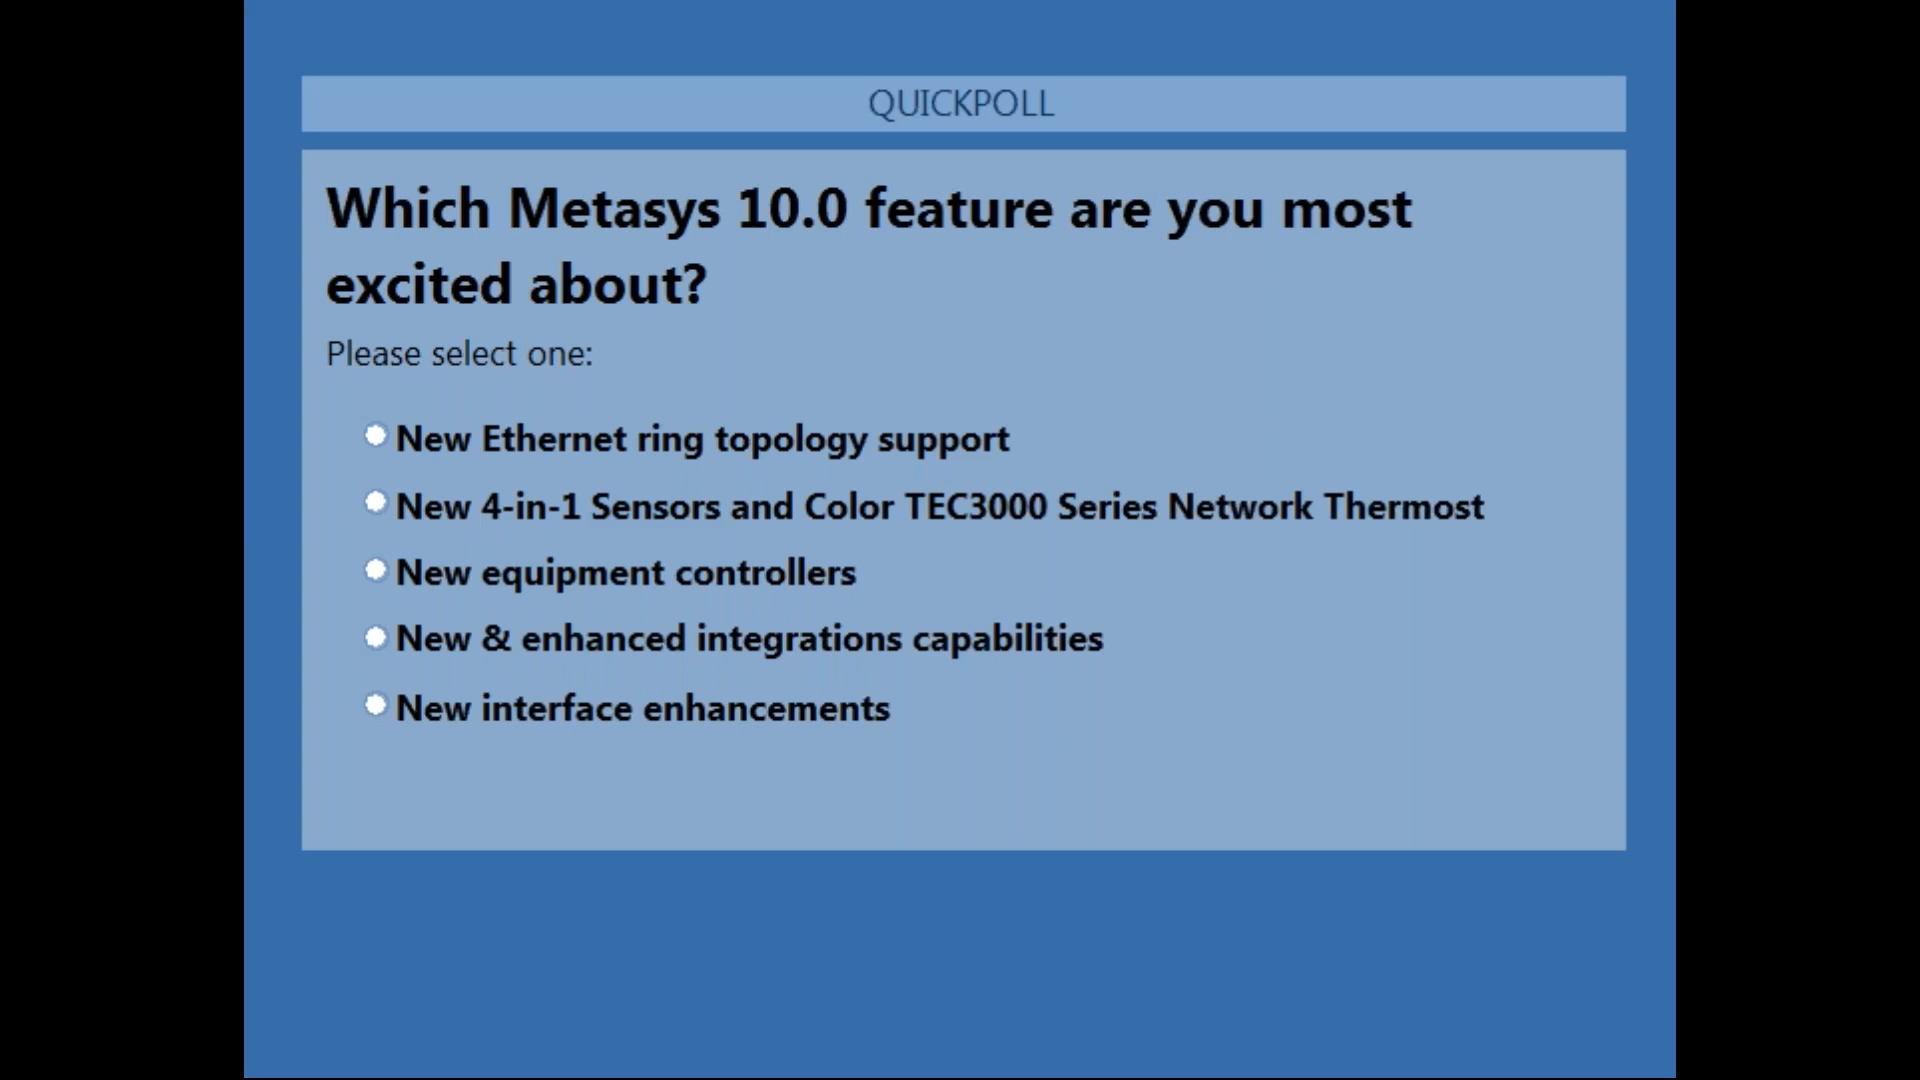 QUICKPOLL
Which Metasys 10.0 feature are you most
excited about?
Please select one:
New Ethernet ring topology support
New 4-in-1 Sensors and Color TEC3000 Series Network Thermost
New equipment controllers
New & enhanced integrations capabilities
New interface enhancements